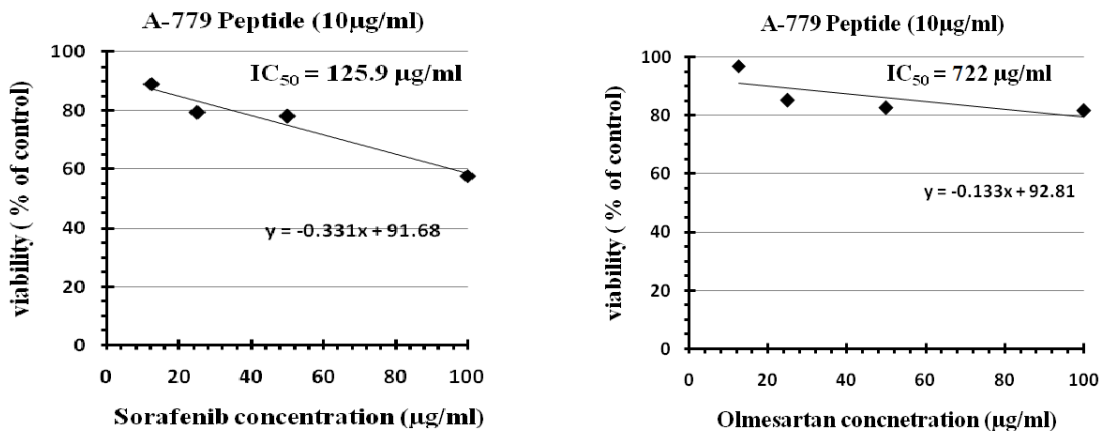 A-779 Peptide (10µg/ml)
IC50 = 125.9 µg/ml
y = -0.331x + 91.68
viability ( % of control)
100
80
60
40
20
0
0 20 40 60 80 100
Sorafenib concentration (µg/ml)
A-779 Peptide (10µg/ml)
IC50 = 722 µg/ml
y = -0.133x + 92.81
viability ( % of control)
100
80
60
40
20
0
0 20 40 60 80 100
Olmesartan concnetration (µg/ml)